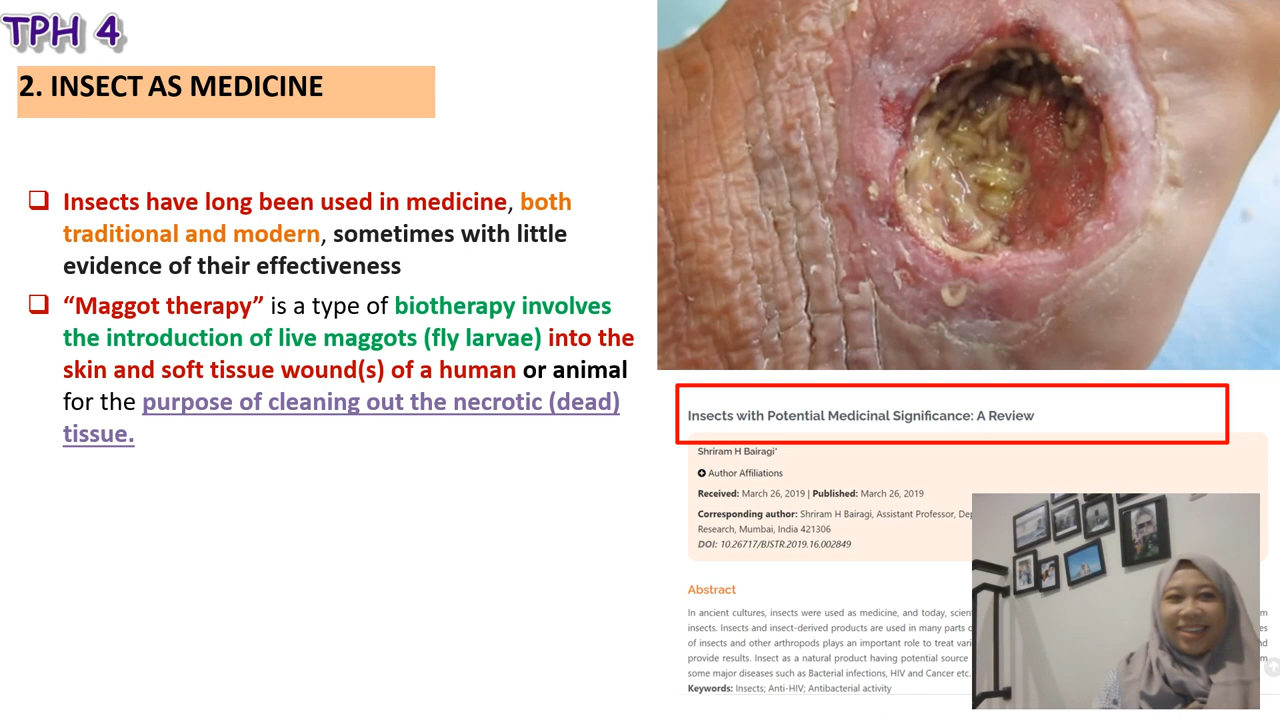 TPH 4
2. INSECT AS MEDICINE
Insects have long been used in medicine, both
traditional and modern, sometimes with little
evidence of their effectiveness
“Maggot therapy” is a type of biotherapy involves
the introduction of live maggots (fly larvae) into the
skin and soft tissue wound(s) of a human or animal
for the purpose of cleaning out the necrotic (dead)
tissue.
Insects with Potential Medicinal Significance: A Review
Shriram H Bairagi*
Author Affiliations
Received: March 26, 2019 | Published: March 26, 2019
Corresponding author: Shriram H Bairagi, Assistant Professor,
Research, Mumbai, India 421306
DOI: 10.26717/BJSTR.2019.16.002849
Abstract
In ancient cultures, insects were used as medicine, and today,
insects. Insects and insect-derived products are used in many parts
of insects and other arthropods plays an important role to treat
provide results. Insect as a natural product having potential source
some major diseases such as Bacterial infections, HIV and Cancer etc.
Keywords: Insects; Anti-HIV; Antibacterial activity